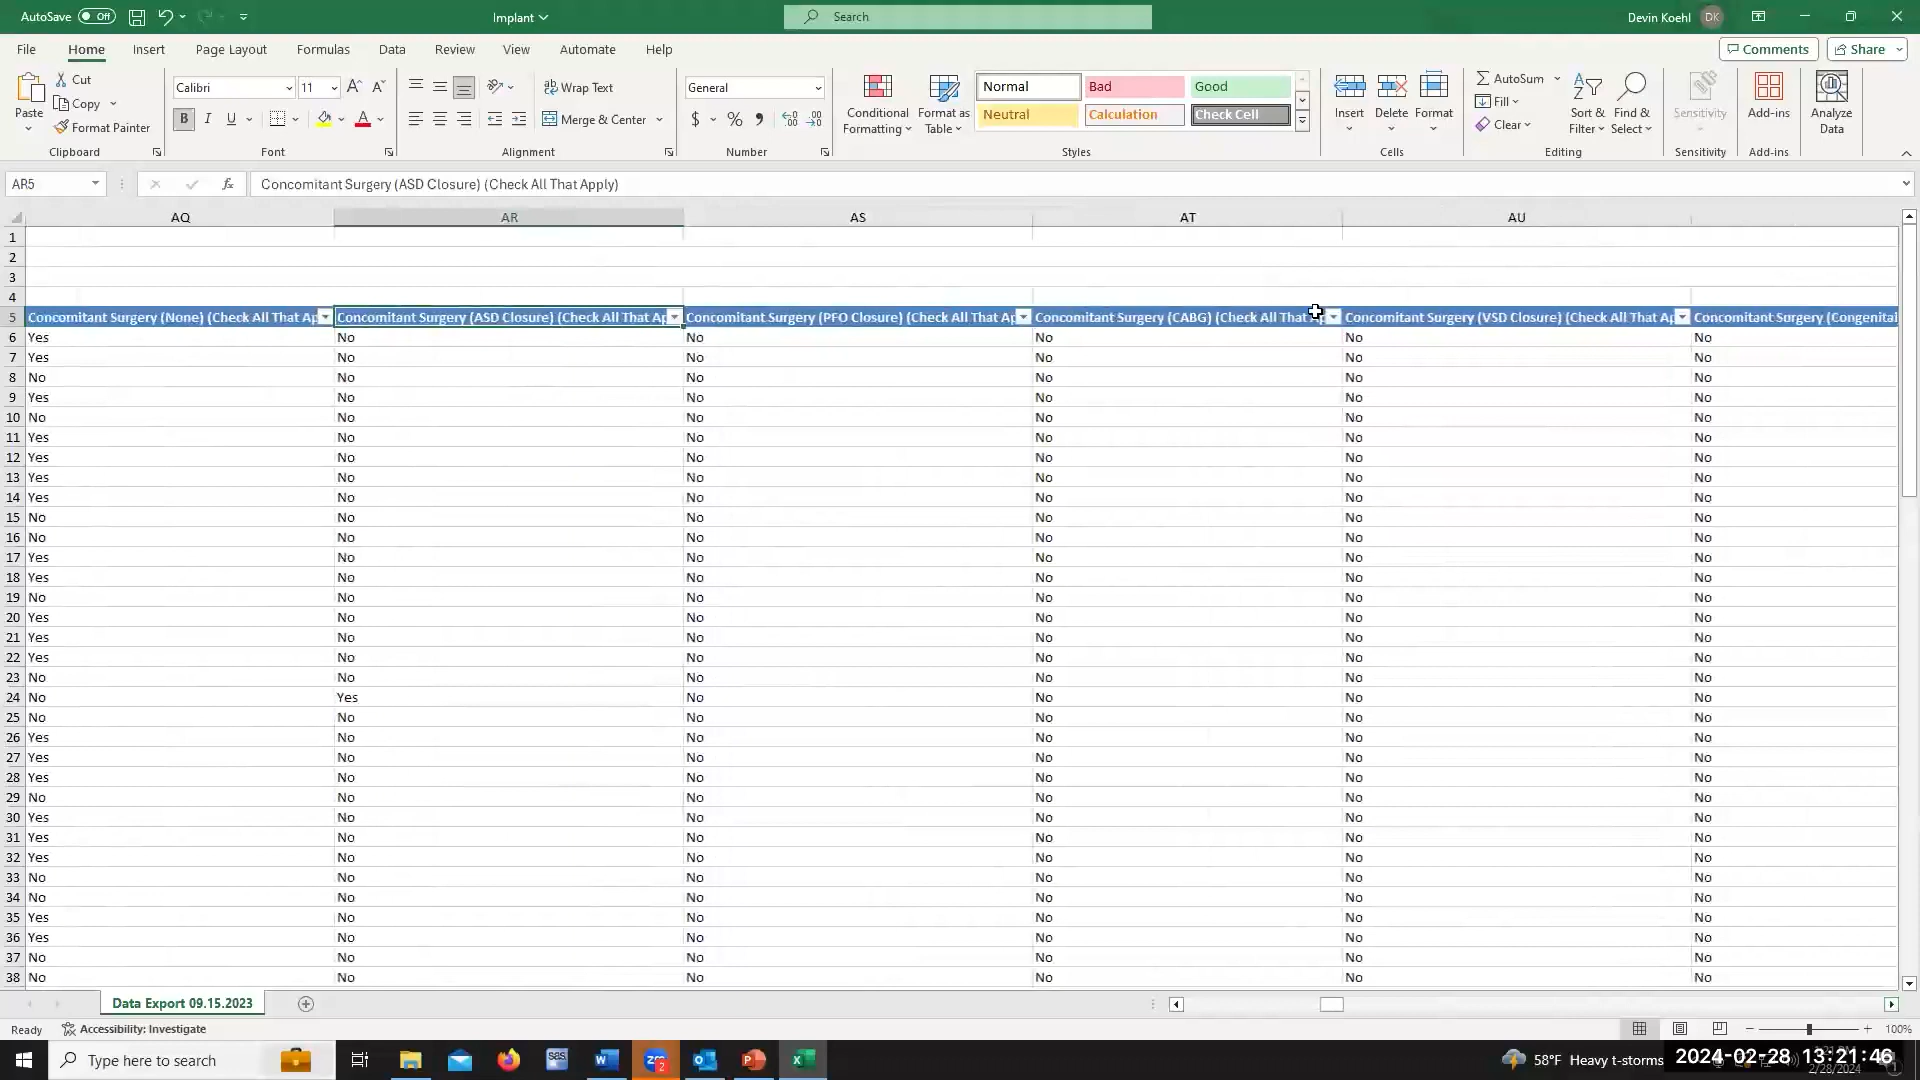 AutoSave Off Implant Search Devin Koehl DK
File Home Insert Page Layout Formulas Data Review View Automate Help Comments Share
Paste Cut Copy Format Painter Clipboard
Calibri 11 B I U Font
Wrap Text Merge & Center Alignment
General $ % Number
Conditional Formatting Format as Table Normal Bad Good Neutral Calculation Check Cell Styles
Insert Delete Format Cells
AutoSum Fill Clear Sort & Filter Find & Select Editing
Sensitivity Sensitivity Add-ins Add-ins Analyze Data
AR5 fx Concomitant Surgery (ASD Closure) (Check All That Apply)
AQ AR AS AT AU
1
2
3
4
5 Concomitant Surgery (None) (Check All That Ap Concomitant Surgery (ASD Closure) (Check All That Ap Concomitant Surgery (PFO Closure) (Check All That Ap Concomitant Surgery (CABG) (Check All That Concomitant Surgery (VSD Closure) (Check All That Ap Concomitant Surgery (Congenital
6 Yes No No No No No
7 Yes No No No No No
8 No No No No No No
9 Yes No No No No No
10 No No No No No No
11 Yes No No No No No
12 Yes No No No No No
13 Yes No No No No No
14 Yes No No No No No
15 No No No No No No
16 No No No No No No
17 Yes No No No No No
18 Yes No No No No No
19 No No No No No No
20 Yes No No No No No
21 Yes No No No No No
22 Yes No No No No No
23 No No No No No No
24 No Yes No No No No
25 No No No No No No
26 Yes No No No No No
27 Yes No No No No No
28 Yes No No No No No
29 No No No No No No
30 Yes No No No No No
31 Yes No No No No No
32 Yes No No No No No
33 No No No No No No
34 No No No No No No
35 Yes No No No No No
36 Yes No No No No No
37 No No No No No No
38 No No No No No No
Data Export 09.15.2023
Ready Accessibility: Investigate 100%
Type here to search 58°F Heavy t-storms 2024-02-28 13:21:46
2/28/2024